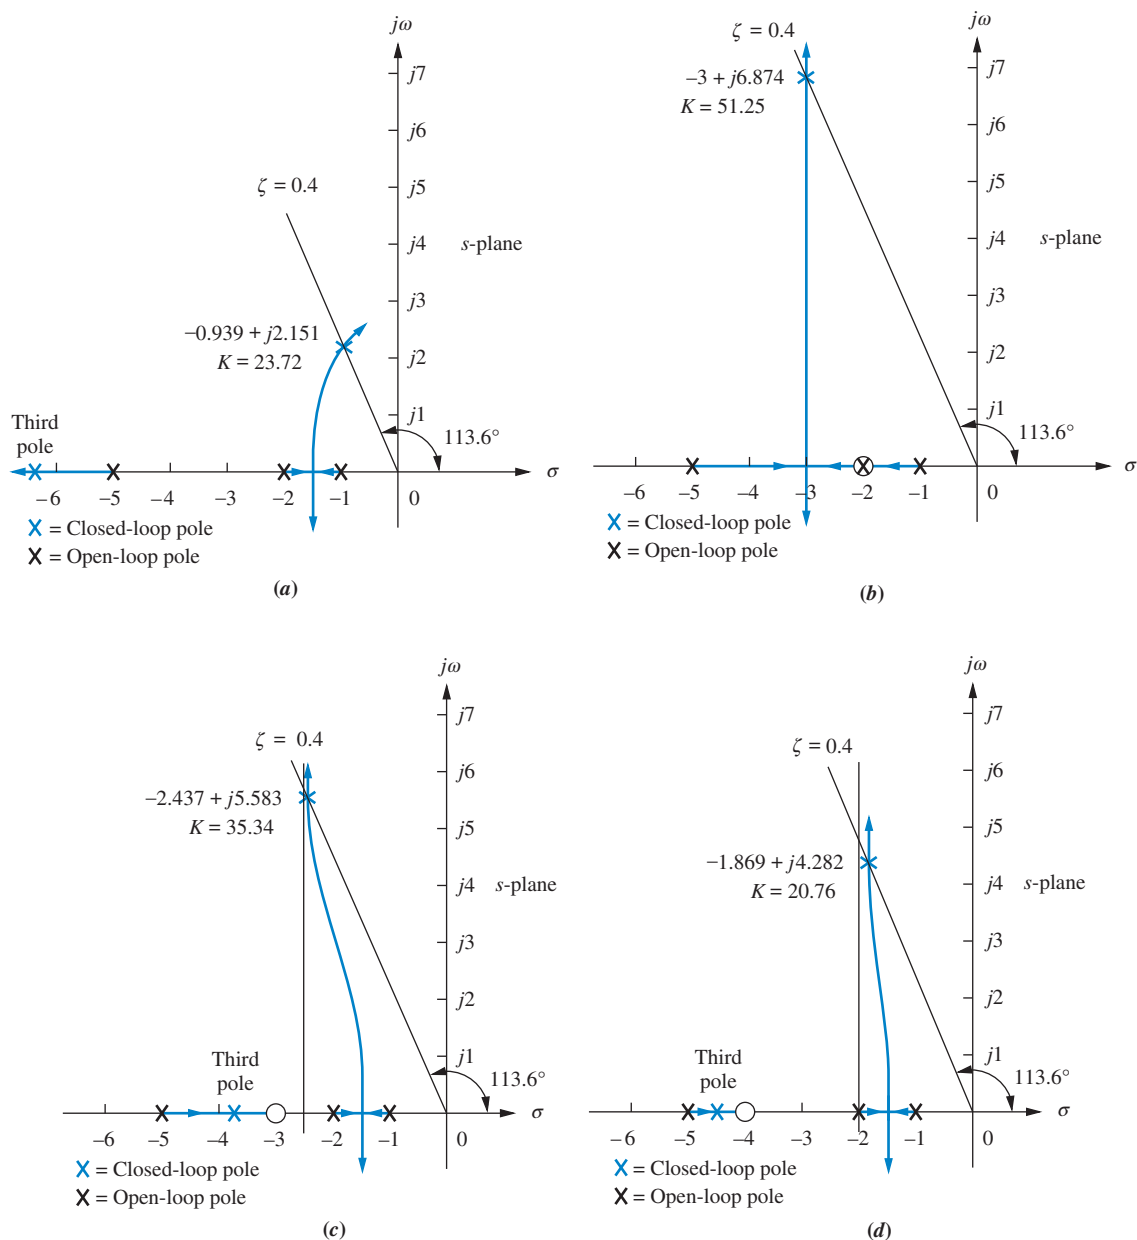 jω
j7
j6
j5
j4
j3
j2
j1
ζ = 0.4
s-plane
−0.939 + j2.151
K = 23.72
Third
pole
113.6°
σ
−6 −5 −4 −3 −2 −1 0
X = Closed-loop pole
X = Open-loop pole
(a)
jω
ζ = 0.4
−3 + j6.874
K = 51.25
j7
j6
j5
j4
j3
j2
j1
s-plane
113.6°
σ
−6 −5 −4 −3 −2 −1 0
X = Closed-loop pole
X = Open-loop pole
(b)
jω
j7
j6
j5
j4
j3
j2
j1
ζ = 0.4
−2.437 + j5.583
K = 35.34
s-plane
Third
pole
113.6°
σ
−6 −5 −4 −3 −2 −1 0
X = Closed-loop pole
X = Open-loop pole
(c)
jω
j7
j6
j5
j4
j3
j2
j1
ζ = 0.4
−1.869 + j4.282
K = 20.76
s-plane
Third
pole
113.6°
σ
−6 −5 −4 −3 −2 −1 0
X = Closed-loop pole
X = Open-loop pole
(d)